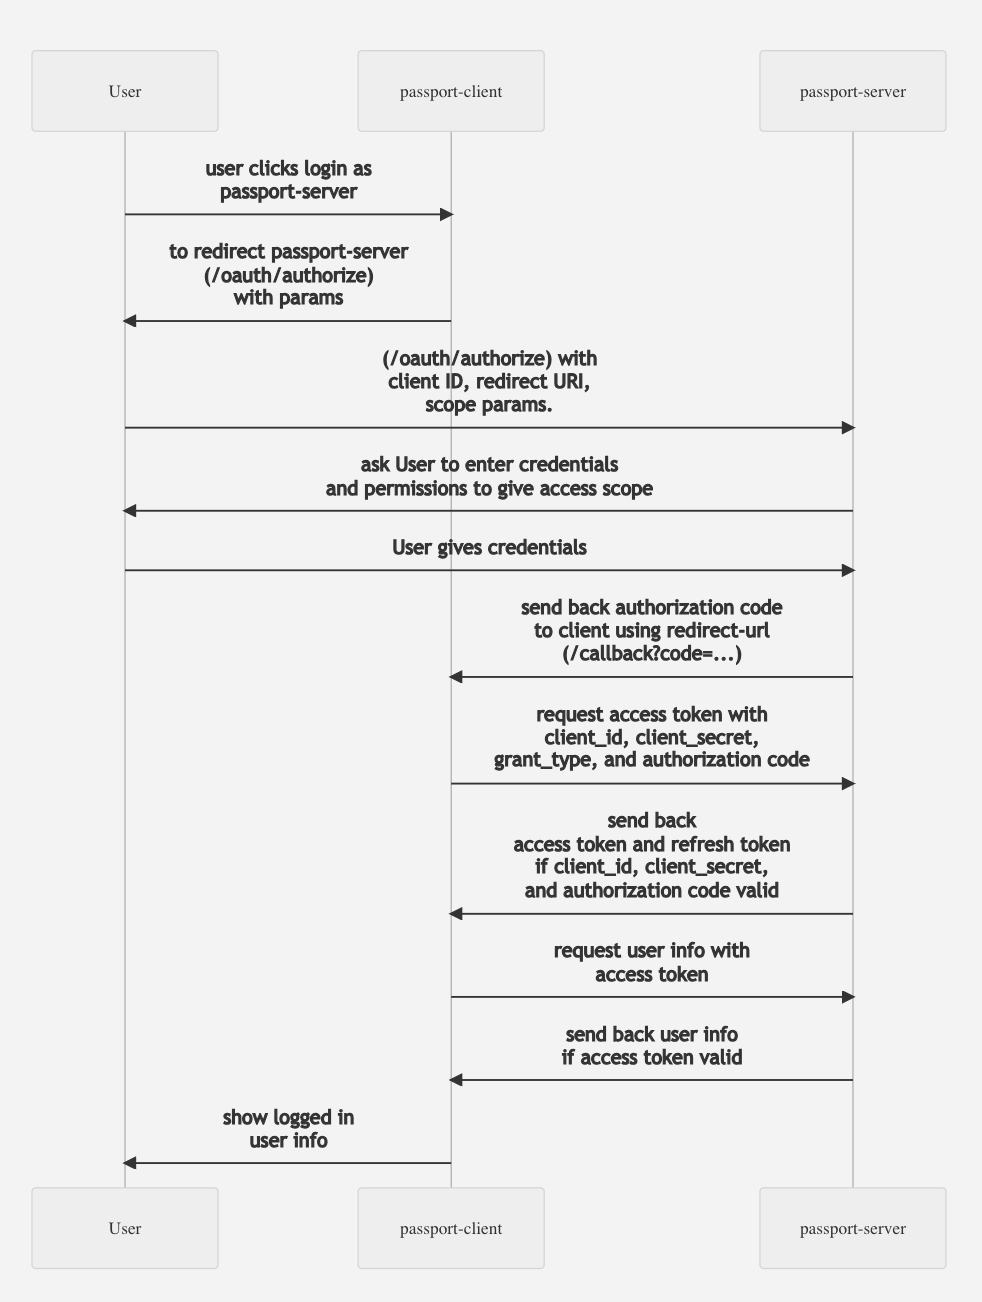 User
passport-client
passport-server
user clicks login as
passport-server
to redirect passport-server
(/oauth/authorize)
with params
(/oauth/authorize) with
client ID, redirect URI,
scope params.
ask User to enter credentials
and permissions to give access scope
User gives credentials
send back authorization code
to client using redirect-url
(/callback?code=...)
request access token with
client_id, client_secret,
grant_type, and authorization code
send back
access token and refresh token
if client_id, client_secret,
and authorization code valid
request user info with
access token
send back user info
if access token valid
show logged in
user info
User
passport-client
passport-server